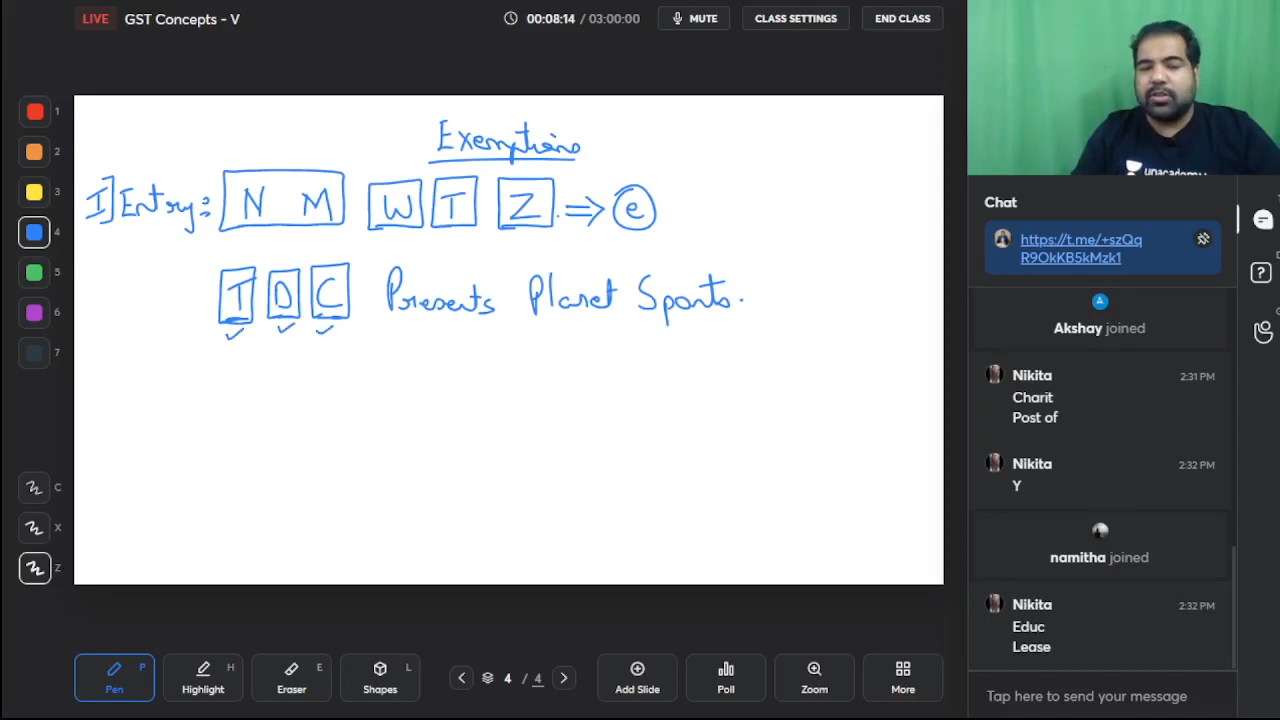 LIVE GST Concepts - V 00:08:14 / 03:00:00 MUTE CLASS SETTINGS END CLASS
Exemptions
I] Entry: N M W T Z. => e
I D C Presents Planet Sports.
1
2
3
4
5
6
7
C
X
Z
Pen P
Highlight H
Eraser E
Shapes L
4 / 4
Add Slide
Poll
Zoom
More
unacademy
Chat
https://t.me/+szQq
R9OkKB5kMzk1
Akshay joined
Nikita 2:31 PM
Charit
Post of
Nikita 2:32 PM
Y
namitha joined
Nikita 2:32 PM
Educ
Lease
Tap here to send your message